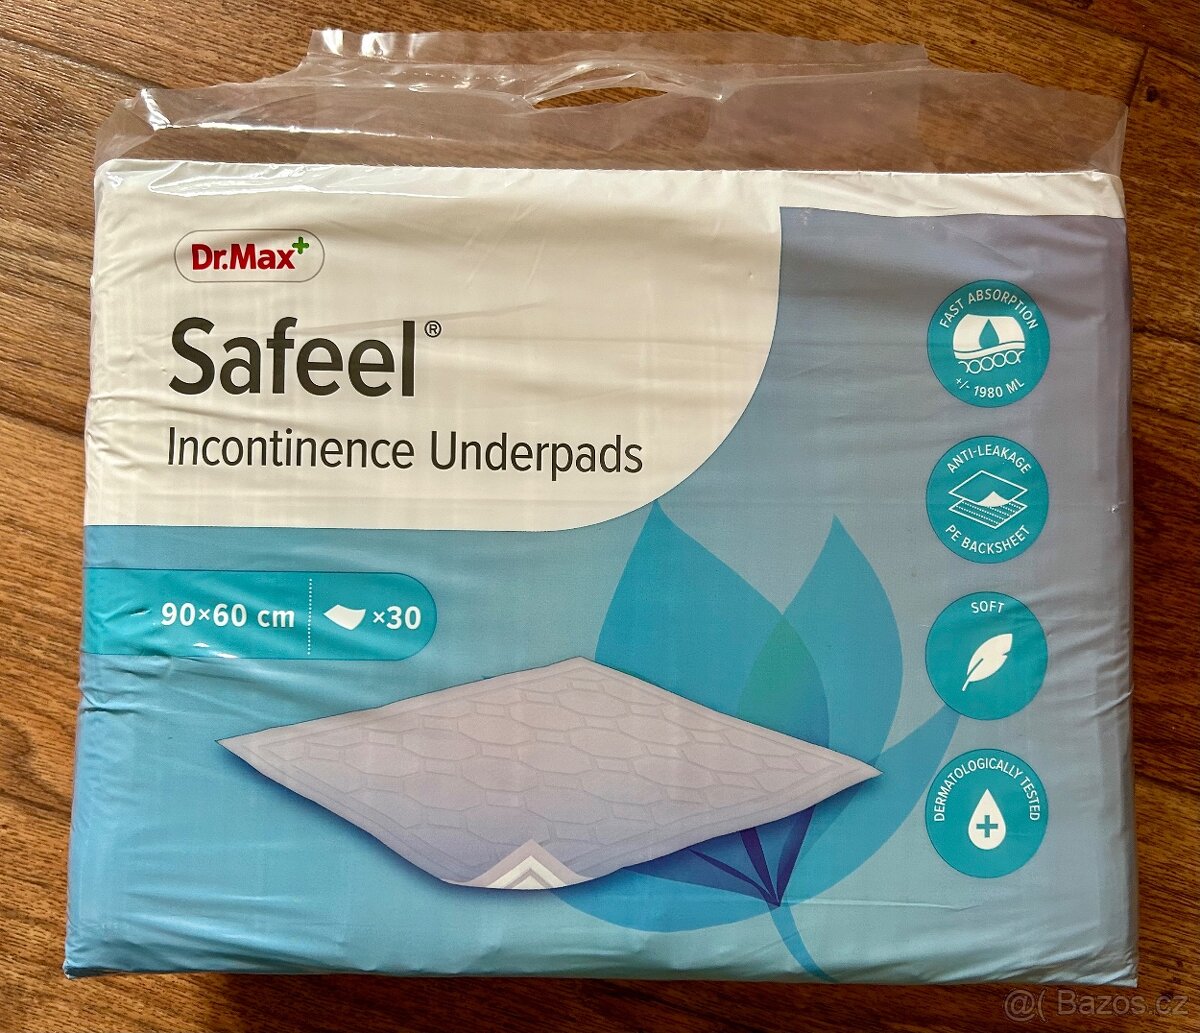 Dr.Max+
Safeel®
Incontinence Underpads
90×60 cm
×30
FAST ABSORPTION
+/- 1980 ML
ANTI-LEAKAGE
PE BACKSHEET
SOFT
DERMATOLOGICALLY TESTED
@( Bazos.cz